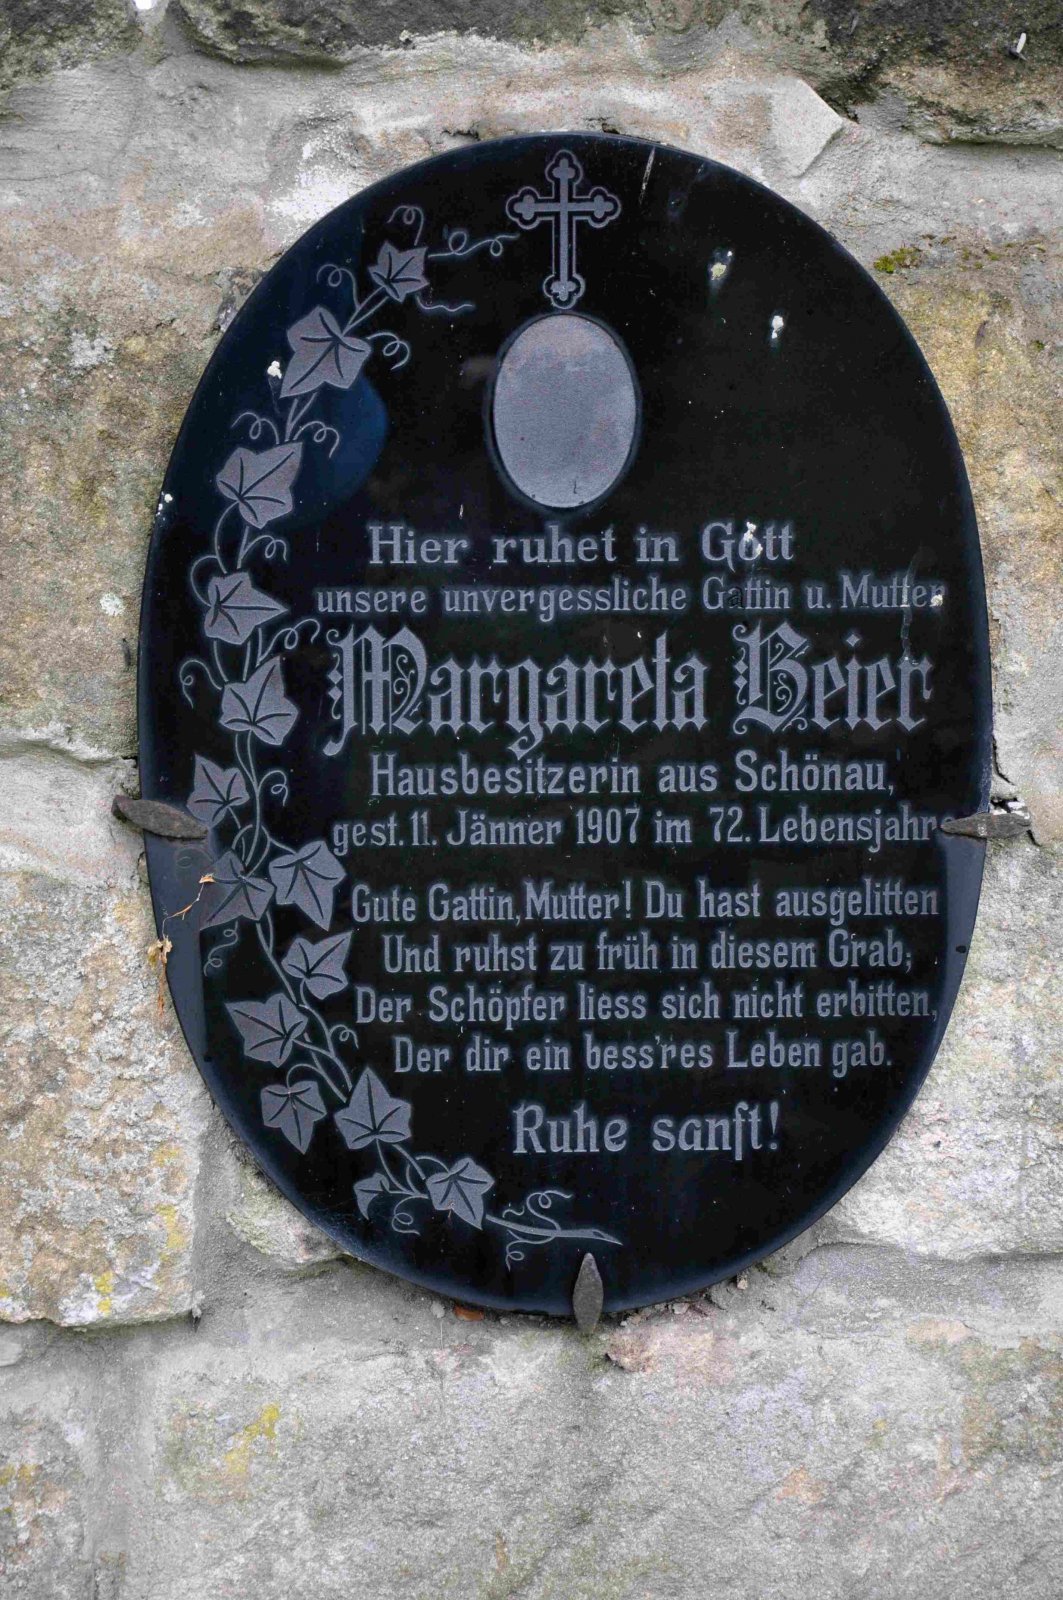 Hier ruhet in Gott
unsere unvergessliche Gattin u. Mutter
Margareta Beier
Hausbesitzerin aus Schönau,
gest. 11. Jänner 1907 im 72. Lebensjahre
Gute Gattin, Mutter! Du hast ausgelitten
Und ruhst zu früh in diesem Grab;
Der Schöpfer liess sich nicht erbitten,
Der dir ein bess'res Leben gab.
Ruhe sanft!